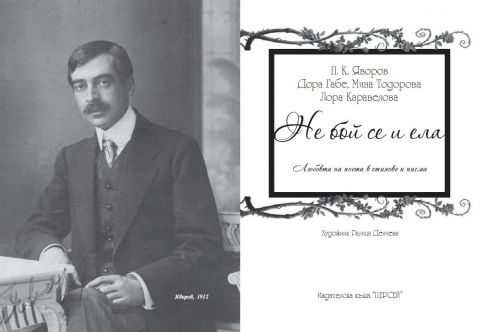 Яворов, 1912
П. К. Яворов
Дора Габе, Мина Тодорова
Лора Каравелова
Не бой се и ела
Любовта на поета в стихове и писма
Художник Ралица Денчева
Издателска къща "ПЕРСЕЙ"